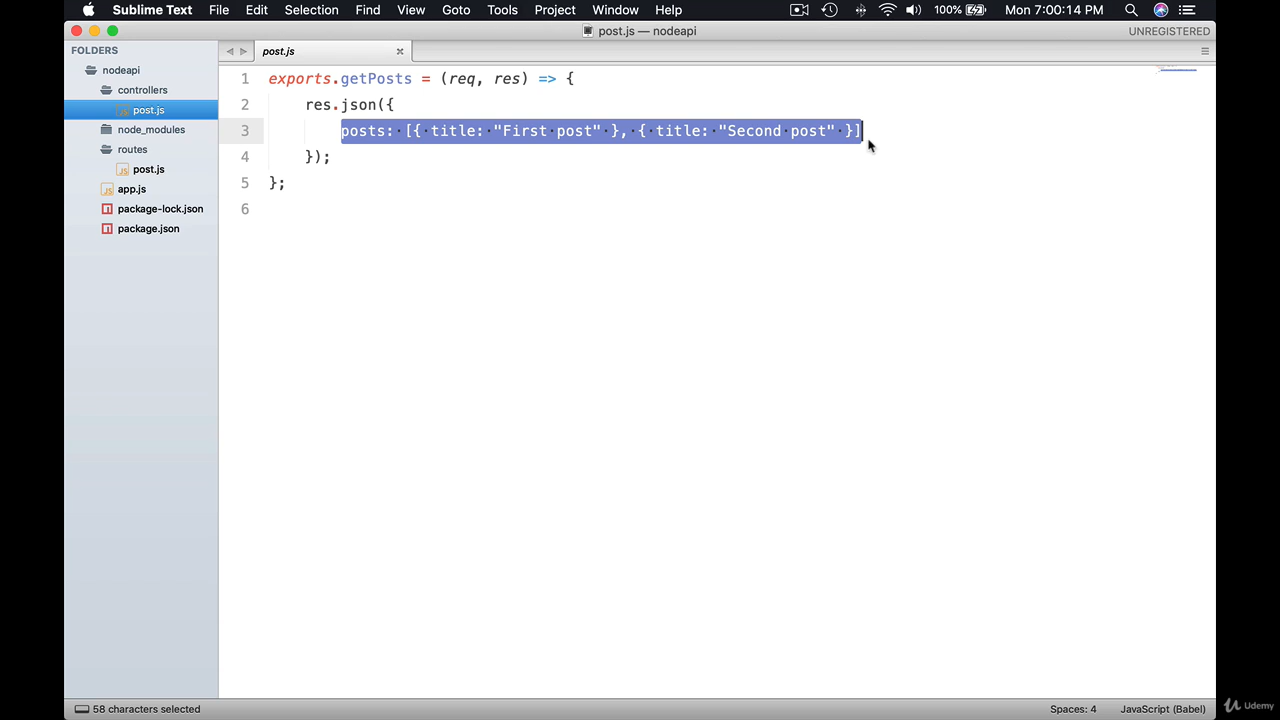 Sublime Text File Edit Selection Find View Goto Tools Project Window Help 100% Mon 7:00:14 PM
post.js — nodeapi UNREGISTERED
FOLDERS
nodeapi
controllers
post.js
node_modules
routes
post.js
app.js
package-lock.json
package.json
post.js
1 exports.getPosts = (req, res) => {
2 res.json({
3 posts: [{ title: "First post" }, { title: "Second post" }]
4 });
5 };
6
58 characters selected Spaces: 4 JavaScript (Babel)
Udemy